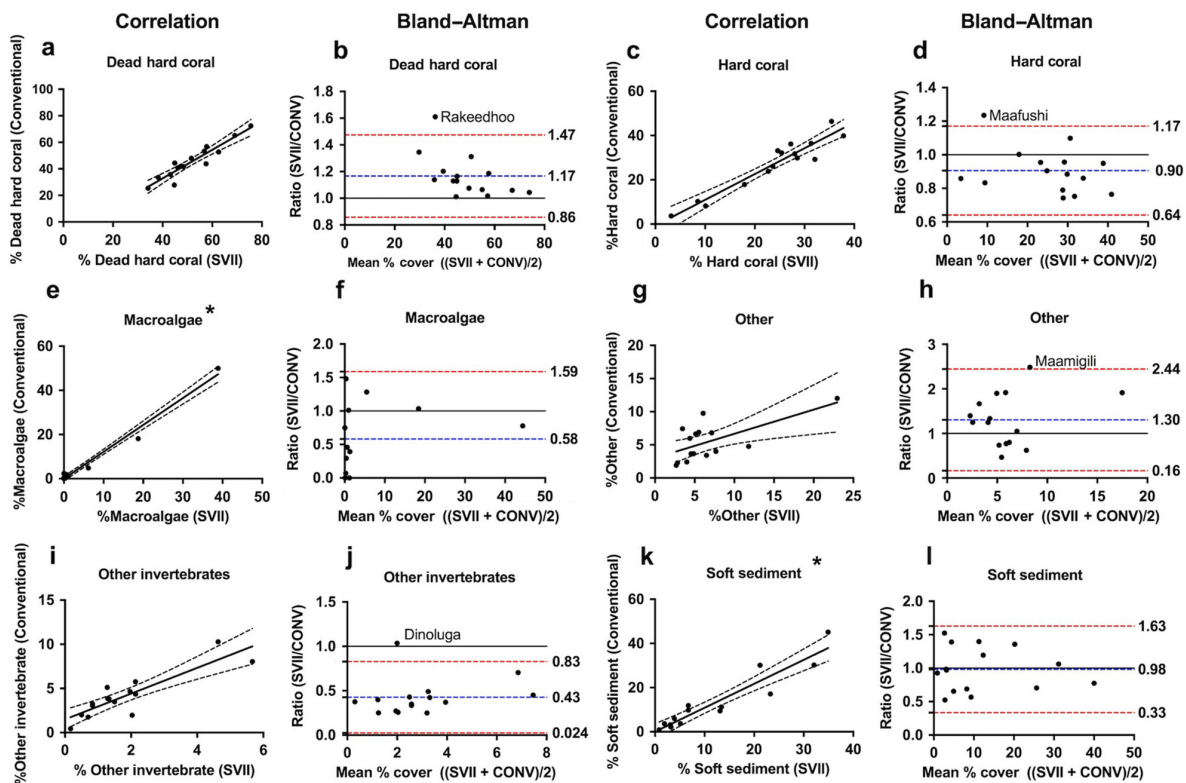 Correlation Bland–Altman Correlation Bland–Altman
a b c d
Dead hard coral Dead hard coral Hard coral Hard coral
% Dead hard coral (Conventional)
100
80
60
40
20
0
0 20 40 60 80
% Dead hard coral (SVII)
Ratio (SVII/CONV)
1.8
1.6
1.4
1.2
1.0
0.8
Rakeedhoo
1.47
1.17
0.86
0 20 40 60 80
Mean % cover ((SVII + CONV)/2)
%Hard coral (Conventional)
60
40
20
0
0 10 20 30 40
% Hard coral (SVII)
Ratio (SVII/CONV)
1.4
1.2
1.0
0.8
0.6
Maafushi
1.17
0.90
0.64
0 10 20 30 40 50
Mean % cover ((SVII + CONV)/2)
e f g h
Macroalgae * Macroalgae Other Other
%Macroalgae (Conventional)
60
40
20
0
0 10 20 30 40 50
%Macroalgae (SVII)
Ratio (SVII/CONV)
2.0
1.5
1.0
0.5
0.0
1.59
0.58
0 10 20 30 40 50
Mean % cover ((SVII + CONV)/2)
%Other (Conventional)
20
15
10
5
0
0 5 10 15 20 25
%Other (SVII)
Ratio (SVII/CONV)
3
2
1
0
Maamigili
2.44
1.30
0.16
0 5 10 15 20
Mean % cover ((SVII + CONV)/2)
i j k l
Other invertebrates Other invertebrates Soft sediment * Soft sediment
%Other invertebrate (Conventional)
15
10
5
0
0 2 4 6
% Other invertebrate (SVII)
Ratio (SVII/CONV)
1.5
1.0
0.5
0.0
Dinoluga
0.83
0.43
0.024
0 2 4 6 8
Mean % cover ((SVII + CONV)/2)
% Soft sediment (Conventional)
60
40
20
0
0 10 20 30 40
% Soft sediment (SVII)
Ratio (SVII/CONV)
2.0
1.5
1.0
0.5
0.0
1.63
0.98
0.33
0 10 20 30 40 50
Mean % cover ((SVII + CONV)/2)